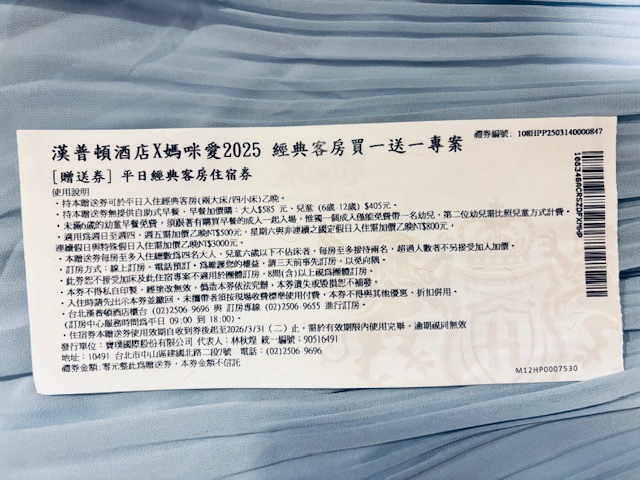 禮券編號: 108HPP2503140000847
漢普頓酒店X媽咪愛2025 經典客房買一送一專案
[贈送券] 平日經典客房住宿券
使用說明
‧持本贈送券可於平日入住經典客房(兩大床/四小床)乙晚。
‧持本贈送券無提供自助式早餐，早餐加價購：大人$585 元、兒童 (6歲-12歲) $405元。
‧未滿6歲的幼童早餐免費，須跟著有購買早餐的成人一起入場，惟獨一個成人僅能免費帶一名幼兒，第二位幼兒要比照兒童方式計費。
‧適用為週日至週四，週五需加價乙晚NT$500，星期六與非連續之國定假日入住需加價乙晚NT$800，
連續假日與特殊假日入住需加價乙晚NT$3000元。
‧本贈送券每房至多入住總數為四名大人，兒童六歲以下不佔床者，每房至多接待兩名，超過人數者不另接受加人加價。
‧訂房方式：線上訂房、電話預訂，為維護您的權益，請三天前事先訂房，以免向隅。
‧此券恕不接受加床及此住宿專案不適用於團體訂房，8間(含)以上視為團體訂房。
‧本券不得私自印製，經塗改無效，偽造本券依法究辦，本券遺失或毀損恕不補發。
‧入住時請先出示本券並繳回，未攜帶者須按現場收費標準使用付費，本券不得與其他優惠、折扣併用。
‧台北漢普頓酒店櫃台 (02)2506-9696 與 訂房專線 (02)2506-9655 進行訂房。
(訂房中心服務時間為平日 09:00 到 18:00)。
‧住宿券本贈送券使用效期自收到券後起至2026/3/31 (二) 止，需於有效期限內使用完畢，逾期視同無效
發行單位：寶璞國際股份有限公司 代表人：林秋煌 統一編號：90516491
地址：10491 台北市中山區建國北路二段7號 電話：(02)2506-9696
禮券金額:零元整此為贈送券，本券不信託
M12HP0007530